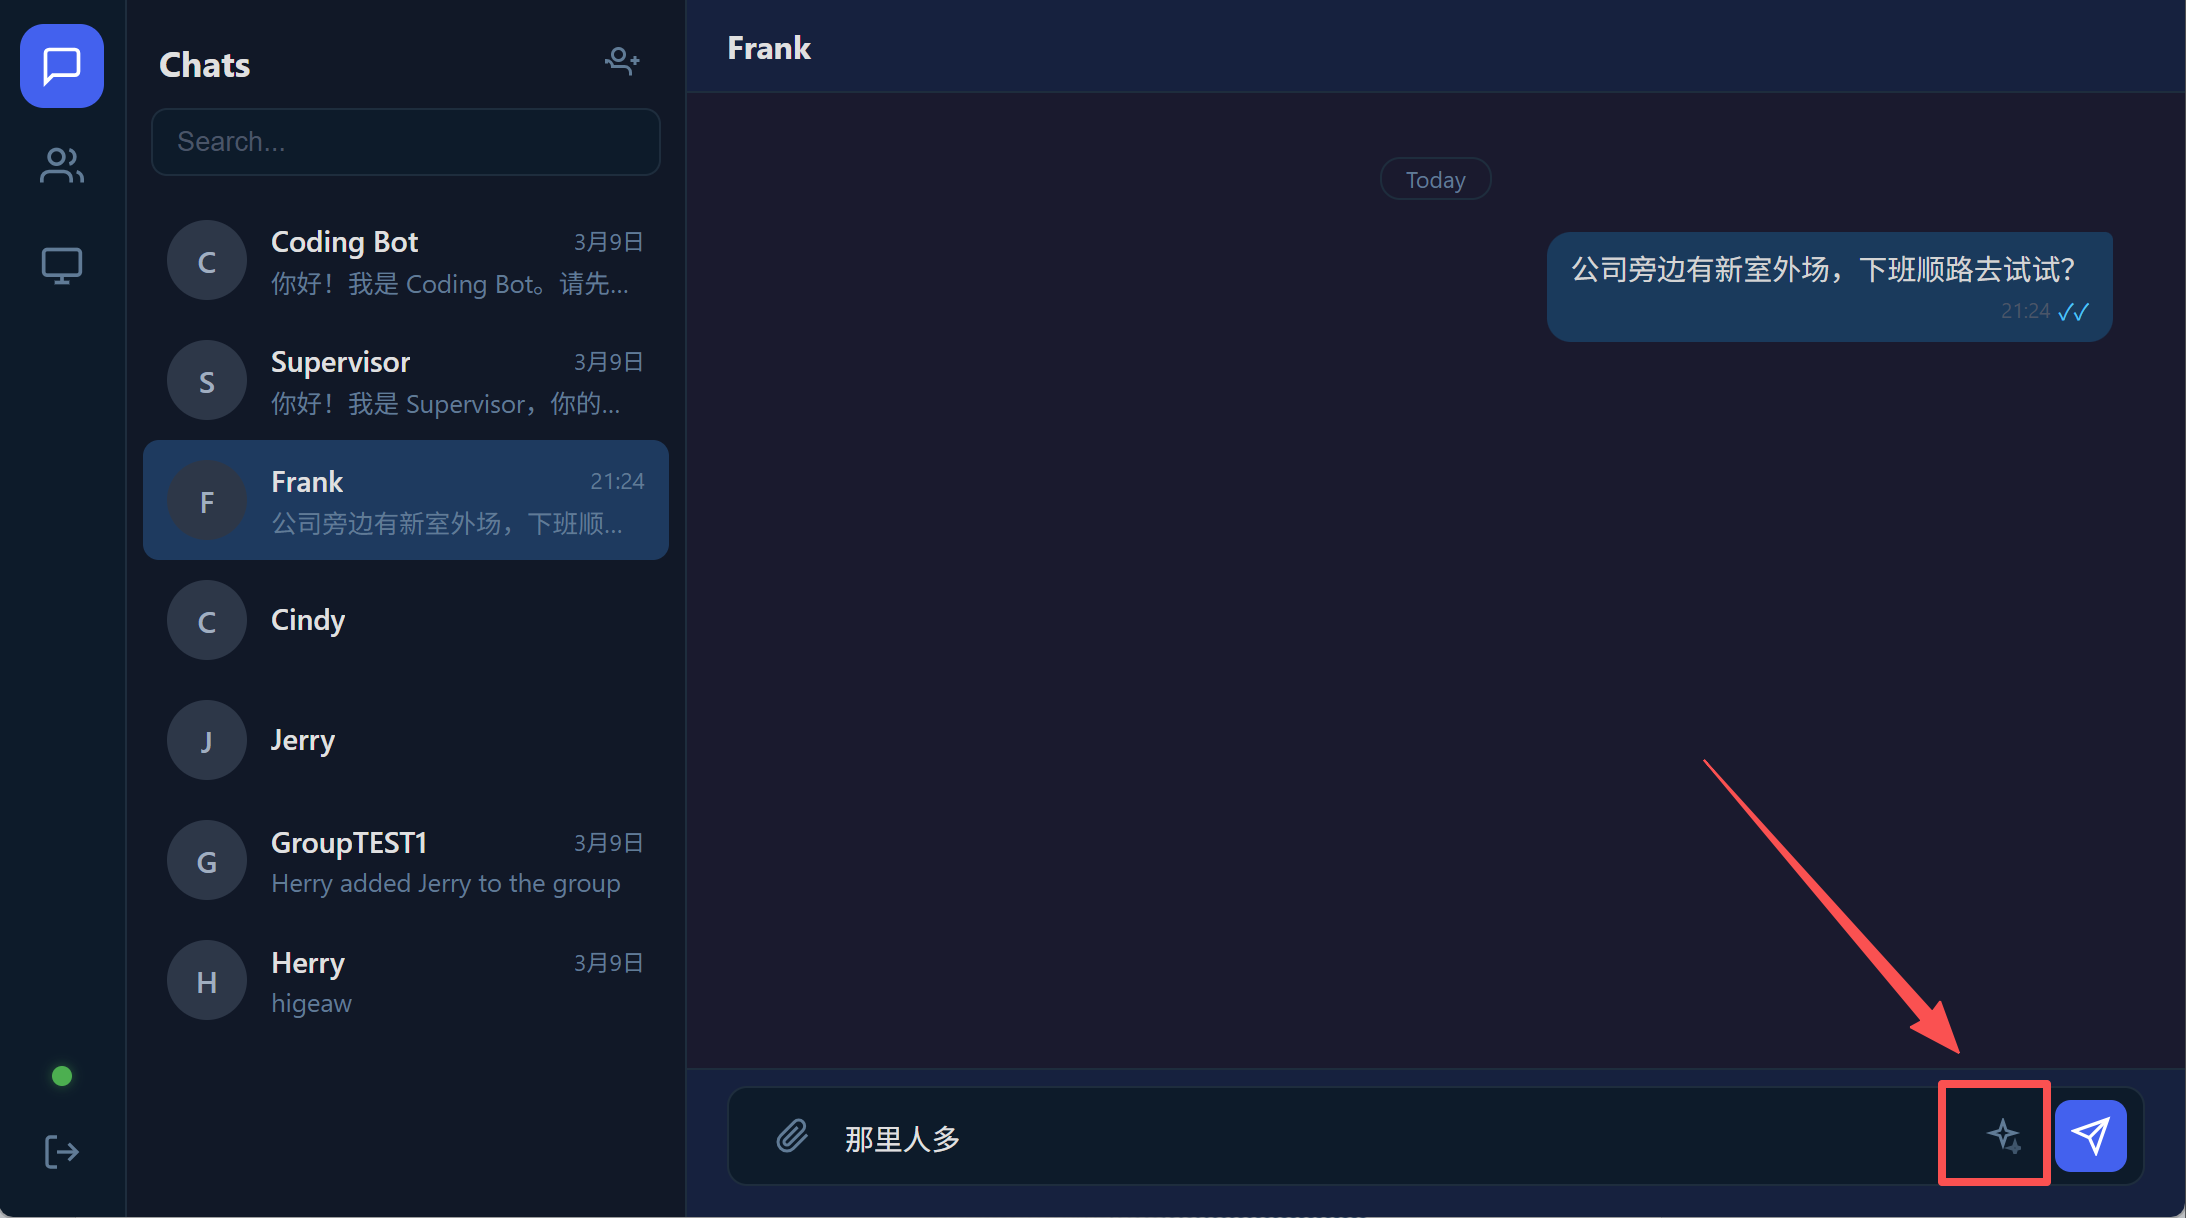 Chats
Search...
C
Coding Bot
3月9日
你好！我是 Coding Bot。请先...
S
Supervisor
3月9日
你好！我是 Supervisor，你的...
F
Frank
21:24
公司旁边有新室外场，下班顺...
C
Cindy
J
Jerry
G
GroupTEST1
3月9日
Herry added Jerry to the group
H
Herry
3月9日
higeaw
Frank
Today
公司旁边有新室外场，下班顺路去试试？
21:24
那里人多